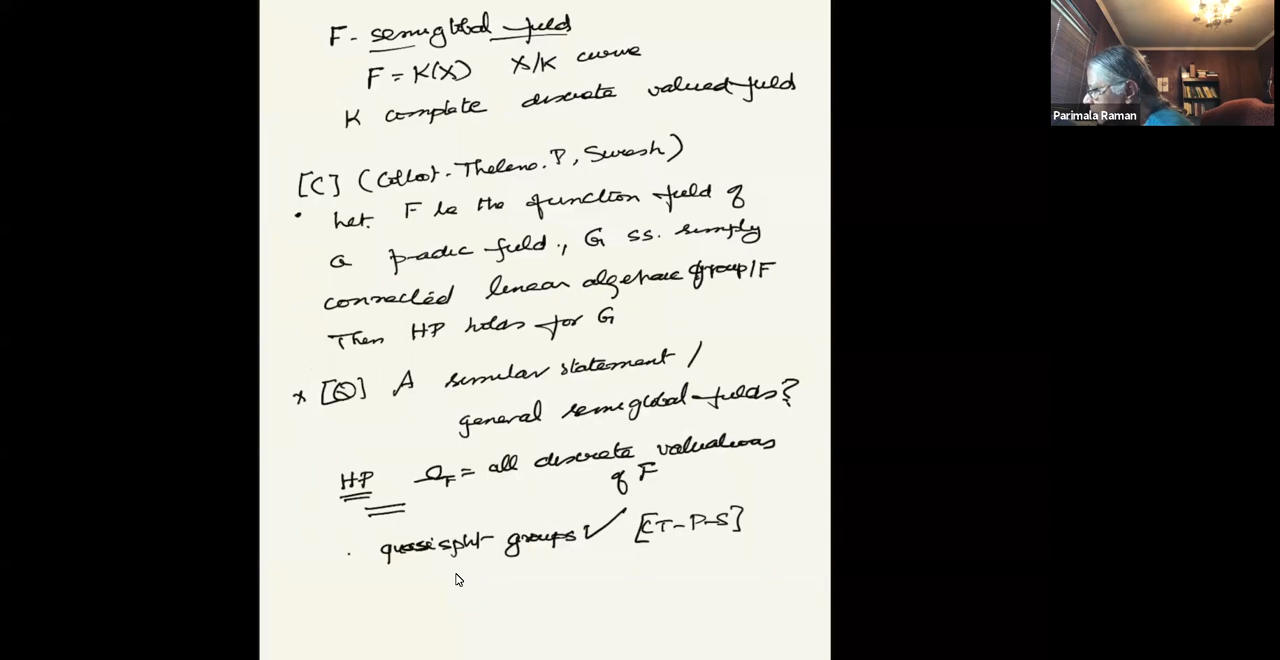 F - semiglobal field
F = K(X) X/K curve
K complete discrete valued field
[C] (Colliot-Thelene. P, Suresh)
• Let. F be the function field of
a p-adic field., G ss. simply
connected linear algebraic group/F
Then HP holds for G
* [Q] A similar statement /
general semiglobal fields?
HP Ω_F = all discrete valuations
of F
. quasisplit groups ✓ [CT-P-S]
Parimala Raman